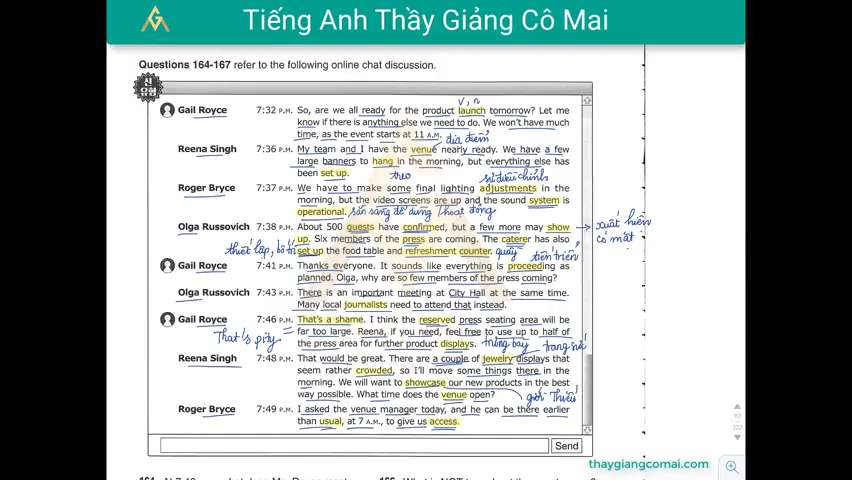 Tiếng Anh Thầy Giảng Cô Mai
Questions 164-167 refer to the following online chat discussion.
Gail Royce 7:32 P.M. So, are we all ready for the product launch tomorrow? Let me
v, n
know if there is anything else we need to do. We won't have much
time, as the event starts at 11 A.M.
địa điểm
Reena Singh 7:36 P.M. My team and I have the venue nearly ready. We have a few
large banners to hang in the morning, but everything else has
been set up.
treo
sự điều chỉnh
Roger Bryce 7:37 P.M. We have to make some final lighting adjustments in the
morning, but the video screens are up and the sound system is
operational.
sẵn sàng để dùng hoạt động
Olga Russovich 7:38 P.M. About 500 guests have confirmed, but a few more may show
xuất hiện
có mặt
up. Six members of the press are coming. The caterer has also
thiết lập, bố trí
set up the food table and refreshment counter.
quầy
tiến triển
Gail Royce 7:41 P.M. Thanks everyone. It sounds like everything is proceeding as
planned. Olga, why are so few members of the press coming?
Olga Russovich 7:43 P.M. There is an important meeting at City Hall at the same time.
Many local journalists need to attend that instead.
Gail Royce 7:46 P.M. That's a shame. I think the reserved press seating area will be
That's pity =
far too large. Reena, if you need, feel free to use up to half of
the press area for further product displays.
trưng bày
trang sức
Reena Singh 7:48 P.M. That would be great. There are a couple of jewelry displays that
seem rather crowded, so I'll move some things there in the
morning. We will want to showcase our new products in the best
way possible. What time does the venue open?
giới thiệu
Roger Bryce 7:49 P.M. I asked the venue manager today, and he can be there earlier
than usual, at 7 A.M., to give us access.
Send
thaygiangcomai.com